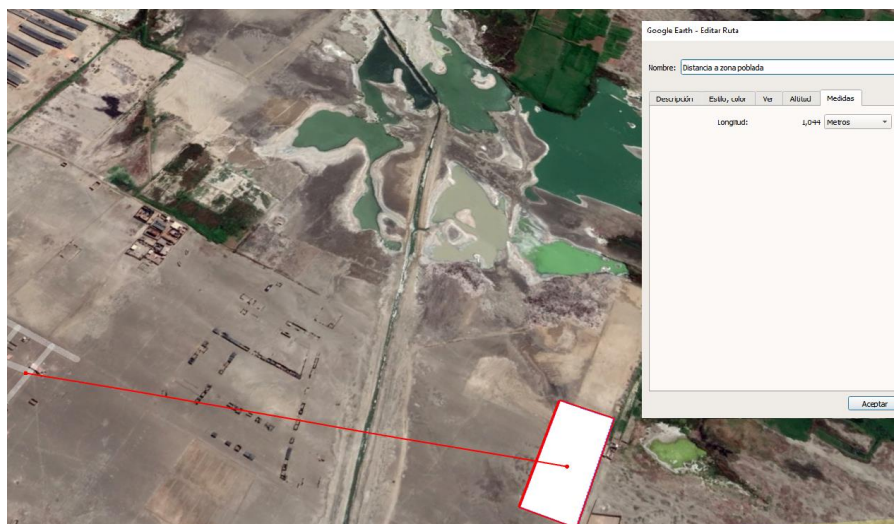 Google Earth - Editar Ruta
Nombre: Distancia a zona poblada
Descripción Estilo, color Ver Altitud Medidas
Longitud: 1,044 Metros
Aceptar